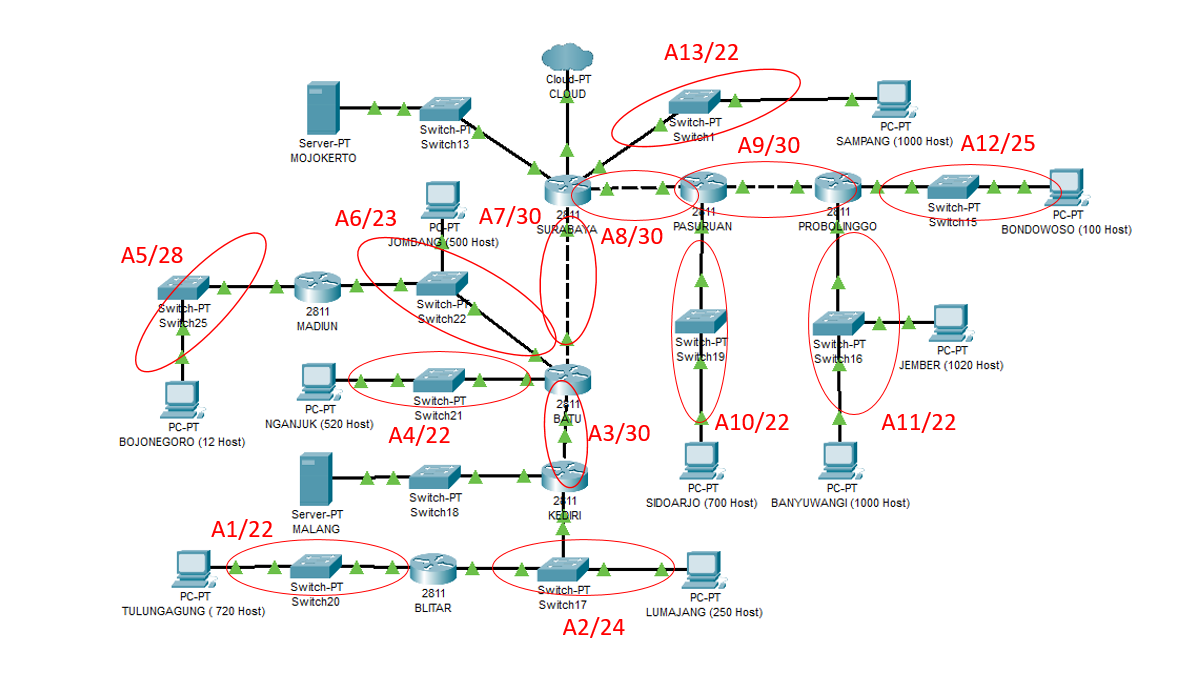 A13/22
Cloud-PT
CLOUD
Server-PT
MOJOKERTO
Switch-PT
Switch13
Switch-PT
Switch1
PC-PT
SAMPANG (1000 Host)
A9/30
A12/25
A6/23
A7/30
2811
SURABAYA
A8/30
2811
PASURUAN
2811
PROBOLINGGO
Switch-PT
Switch15
PC-PT
BONDOWOSO (100 Host)
PC-PT
JOMBANG (500 Host)
A5/28
Switch-PT
Switch25
2811
MADIUN
Switch-PT
Switch22
Switch-PT
Switch19
Switch-PT
Switch16
PC-PT
JEMBER (1020 Host)
PC-PT
NGANJUK (520 Host)
Switch-PT
Switch21
2811
BATU
PC-PT
BOJONEGORO (12 Host)
A4/22
A3/30
A10/22
A11/22
Server-PT
MALANG
Switch-PT
Switch18
2811
KEDIRI
PC-PT
SIDOARJO (700 Host)
PC-PT
BANYUWANGI (1000 Host)
A1/22
PC-PT
TULUNGAGUNG ( 720 Host)
Switch-PT
Switch20
2811
BLITAR
Switch-PT
Switch17
PC-PT
LUMAJANG (250 Host)
A2/24